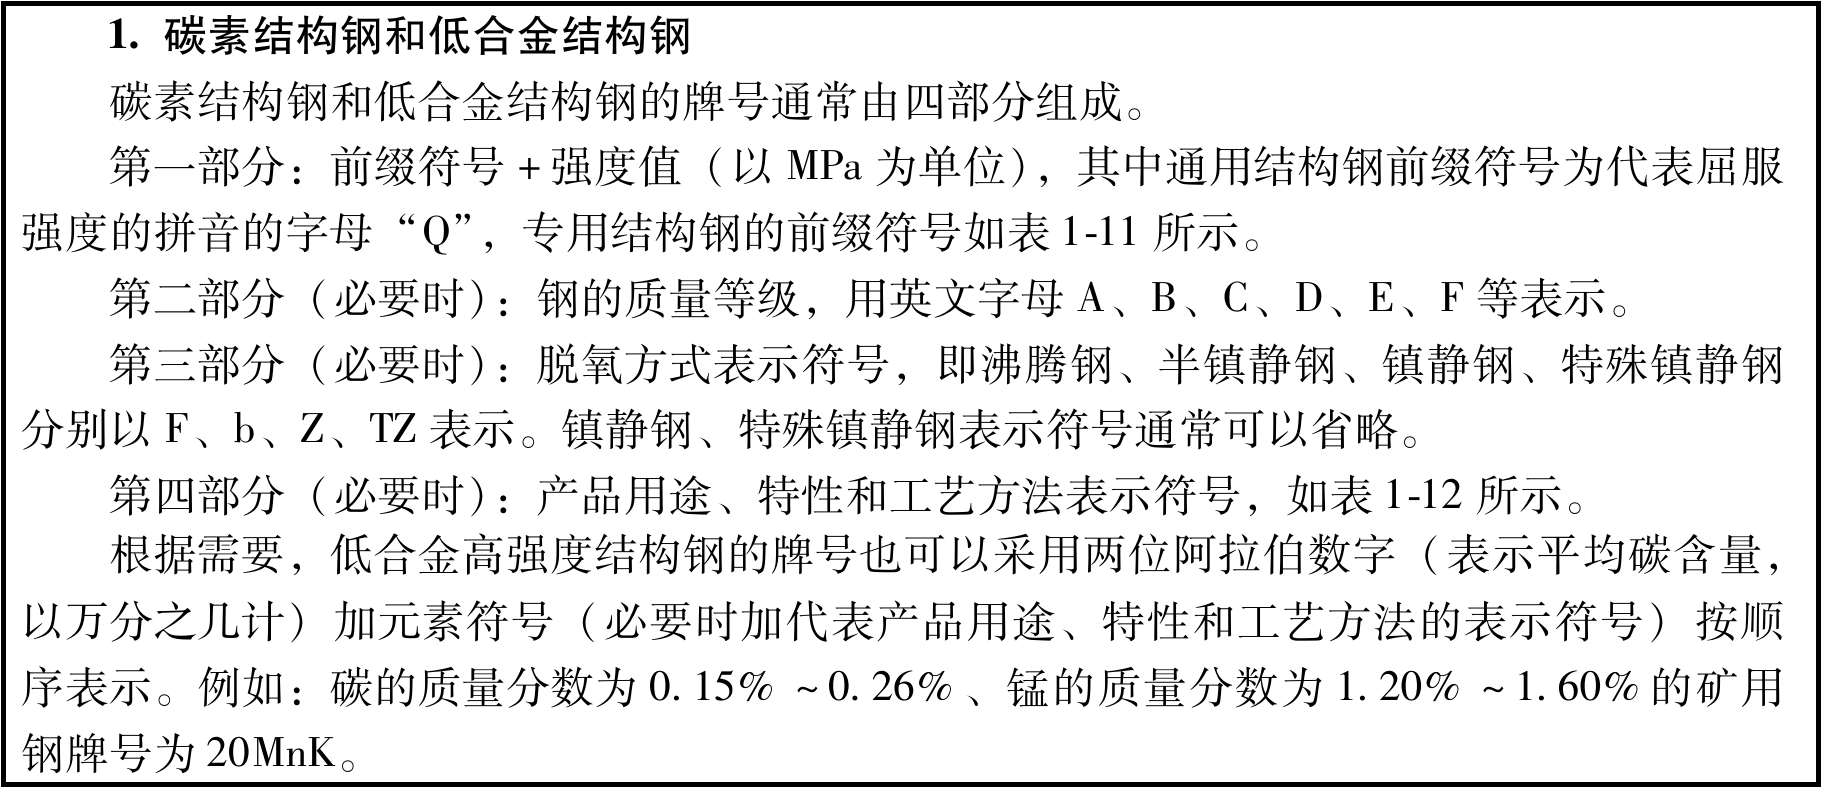 1. 碳素结构钢和低合金结构钢
碳素结构钢和低合金结构钢的牌号通常由四部分组成。
第一部分：前缀符号+强度值（以 MPa 为单位），其中通用结构钢前缀符号为代表屈服
强度的拼音的字母“Q”，专用结构钢的前缀符号如表 1-11 所示。
第二部分（必要时）：钢的质量等级，用英文字母 A、B、C、D、E、F 等表示。
第三部分（必要时）：脱氧方式表示符号，即沸腾钢、半镇静钢、镇静钢、特殊镇静钢
分别以 F、b、Z、TZ 表示。镇静钢、特殊镇静钢表示符号通常可以省略。
第四部分（必要时）：产品用途、特性和工艺方法表示符号，如表 1-12 所示。
根据需要，低合金高强度结构钢的牌号也可以采用两位阿拉伯数字（表示平均碳含量，
以万分之几计）加元素符号（必要时加代表产品用途、特性和工艺方法的表示符号）按顺
序表示。例如：碳的质量分数为 0. 15% ~0. 26% 、锰的质量分数为 1. 20% ~1. 60% 的矿用
钢牌号为 20MnK。